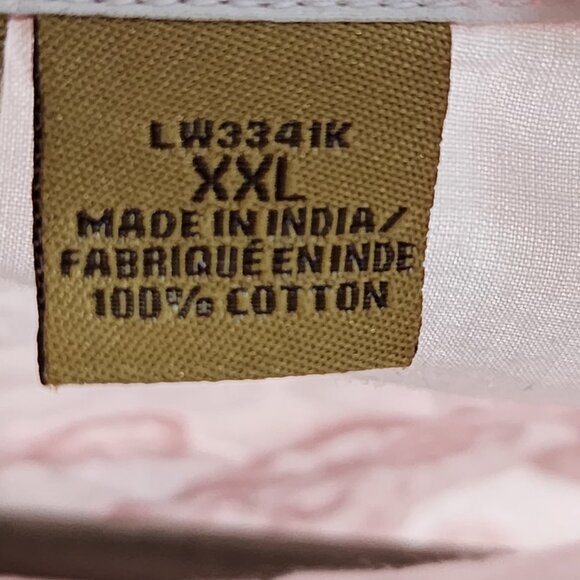 LW3341K
XXL
MADE IN INDIA/
FABRIQUÉ EN INDE
100% COTTON